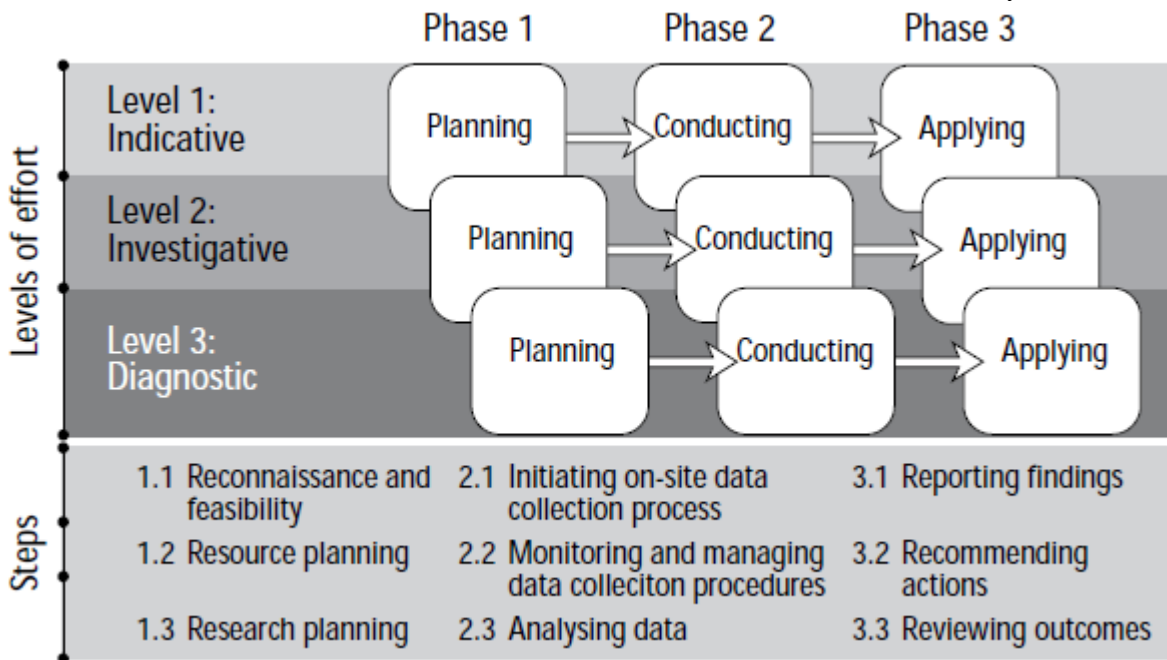 Phase 1 Phase 2 Phase 3
Levels of effort
Level 1:
Indicative
Planning Conducting Applying
Level 2:
Investigative
Planning Conducting Applying
Level 3:
Diagnostic
Planning Conducting Applying
Steps
1.1 Reconnaissance and
feasibility
1.2 Resource planning
1.3 Research planning
2.1 Initiating on-site data
collection process
2.2 Monitoring and managing
data colleciton procedures
2.3 Analysing data
3.1 Reporting findings
3.2 Recommending
actions
3.3 Reviewing outcomes